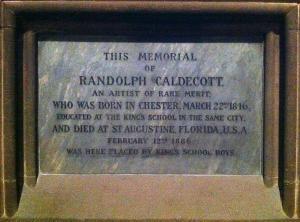 THIS MEMORIAL
OF
RANDOLPH CALDECOTT.
AN ARTIST OF RARE MERIT,
WHO WAS BORN IN CHESTER, MARCH 22ND 1846,
EDUCATED AT THE KING'S SCHOOL IN THE SAME CITY,
AND DIED AT ST AUGUSTINE, FLORIDA, U.S.A
FEBRUARY 12TH 1886
WAS HERE PLACED BY KING'S SCHOOL BOYS.